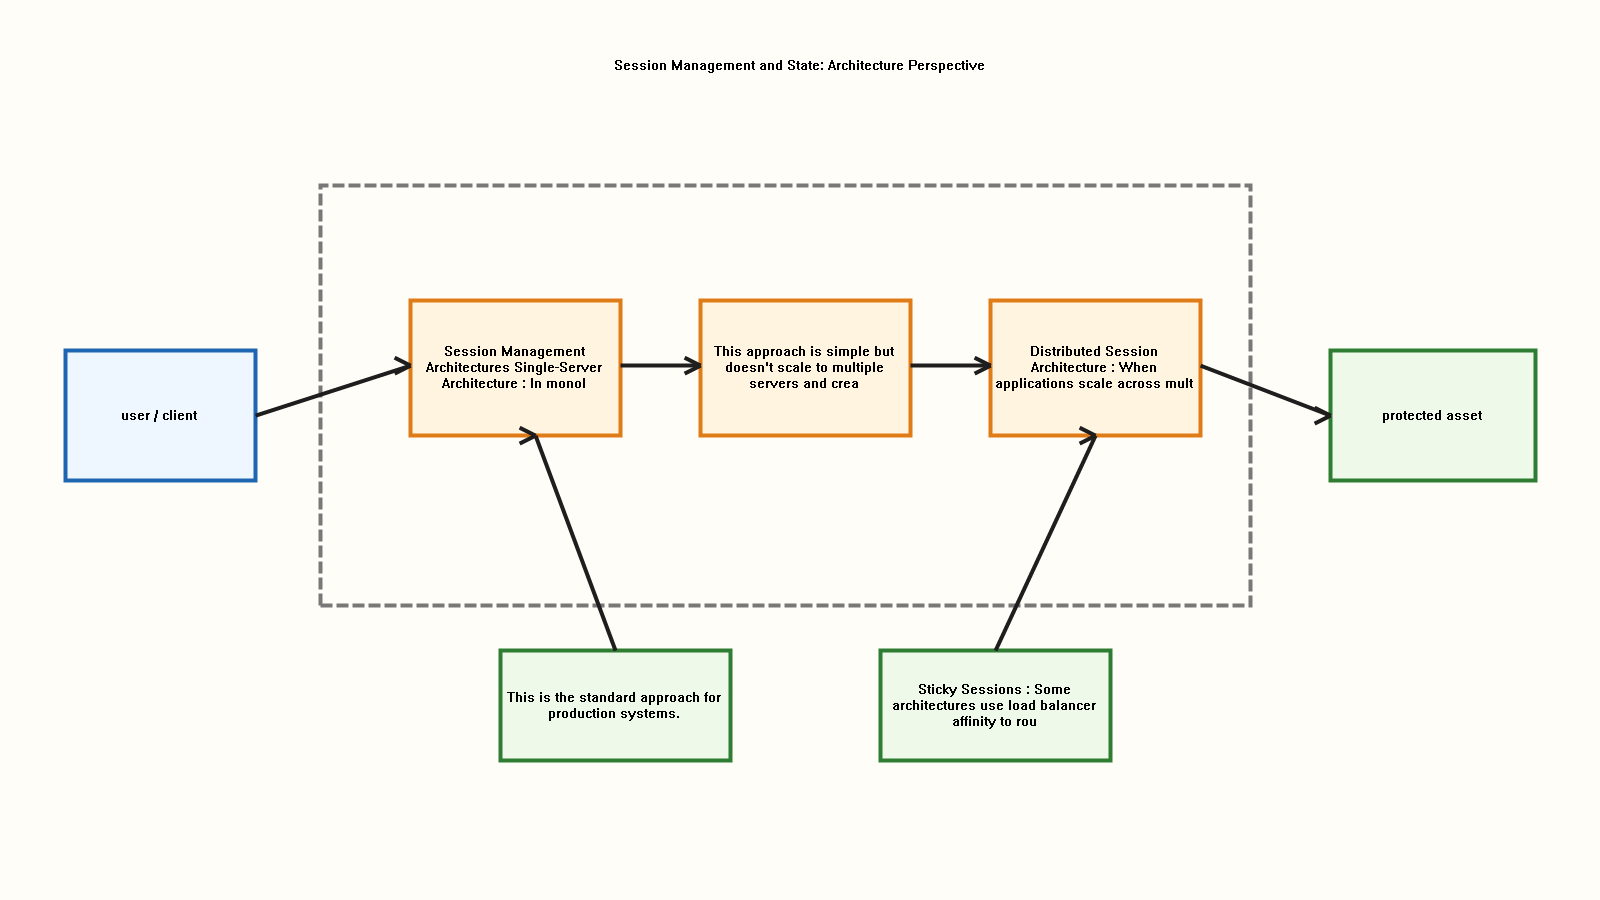 Session Management and State: Architecture Perspective
Session Management
Architectures Single-Server
Architecture : In monol
This approach is simple but
doesn't scale to multiple
servers and crea
Distributed Session
Architecture : When
applications scale across mult
user / client
protected asset
This is the standard approach for
production systems.
Sticky Sessions : Some
architectures use load balancer
affinity to rou